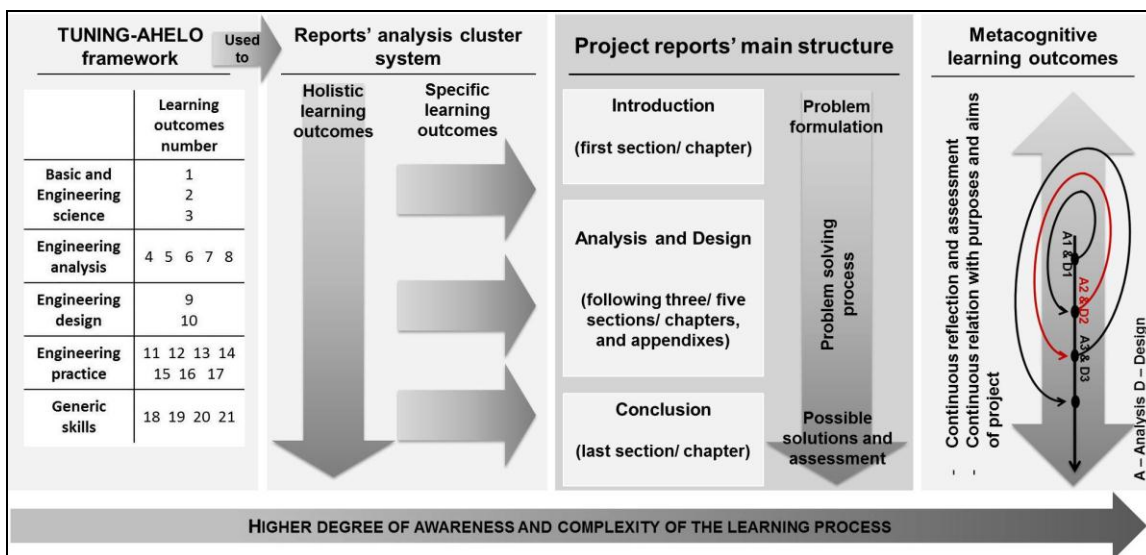 TUNING-AHELO
framework
Used
to
Reports' analysis cluster
system
Project reports' main structure
Metacognitive
learning outcomes
Learning
outcomes
number
Basic and
Engineering
science
1
2
3
Engineering
analysis
4 5 6 7 8
Engineering
design
9
10
Engineering
practice
11 12 13 14
15 16 17
Generic
skills
18 19 20 21
Holistic
learning
outcomes
Specific
learning
outcomes
Introduction
(first section/ chapter)
Analysis and Design
(following three/ five
sections/ chapters,
and appendixes)
Conclusion
(last section/ chapter)
Problem
formulation
Problem solving
process
Possible
solutions and
assessment
- Continuous reflection and assessment
- Continuous relation with purposes and aims
of project
A1 & D1
A2 & D2
A3 & D3
A – Analysis D – Design
HIGHER DEGREE OF AWARENESS AND COMPLEXITY OF THE LEARNING PROCESS